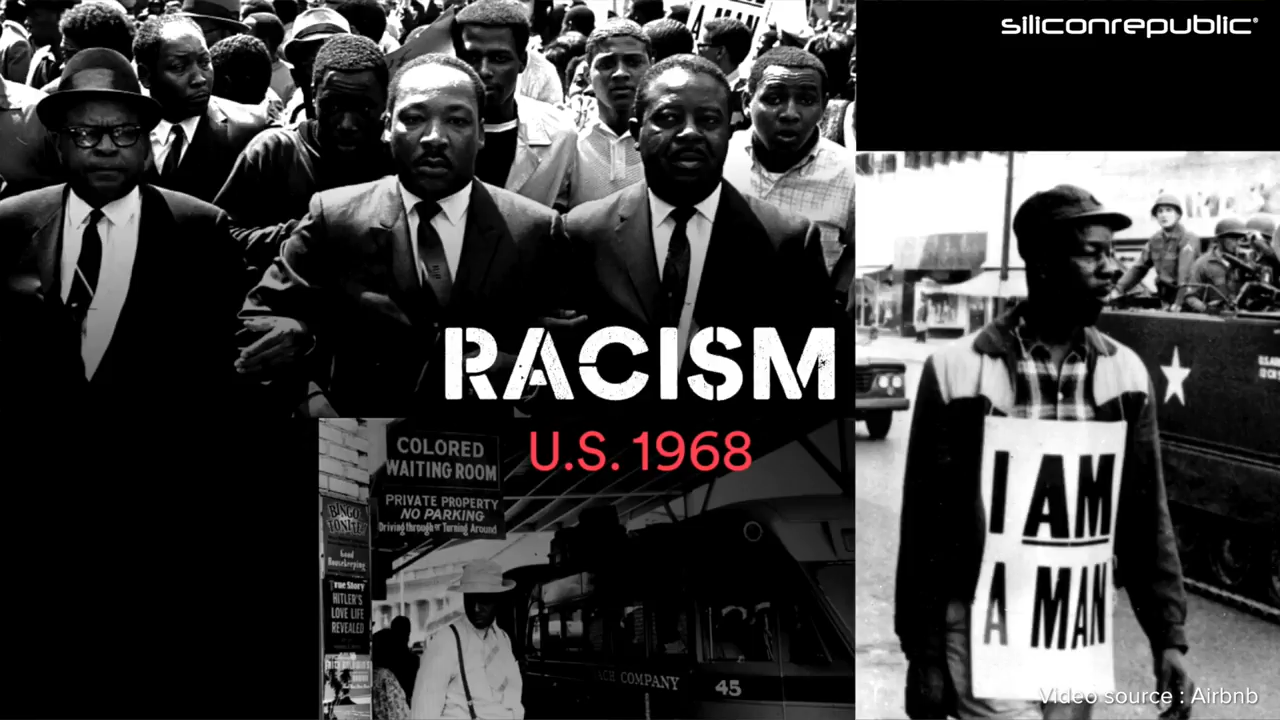 siliconrepublic
RACISM
U.S. 1968
COLORED
WAITING ROOM
PRIVATE PROPERTY
NO PARKING
Driving through or Turning Around
BINGO
TONITE
Good
Housekeeping
True Story
HITLER'S
LOVE LIFE
REVEALED
COMPANY
45
I AM
A MAN
Video source : Airbnb